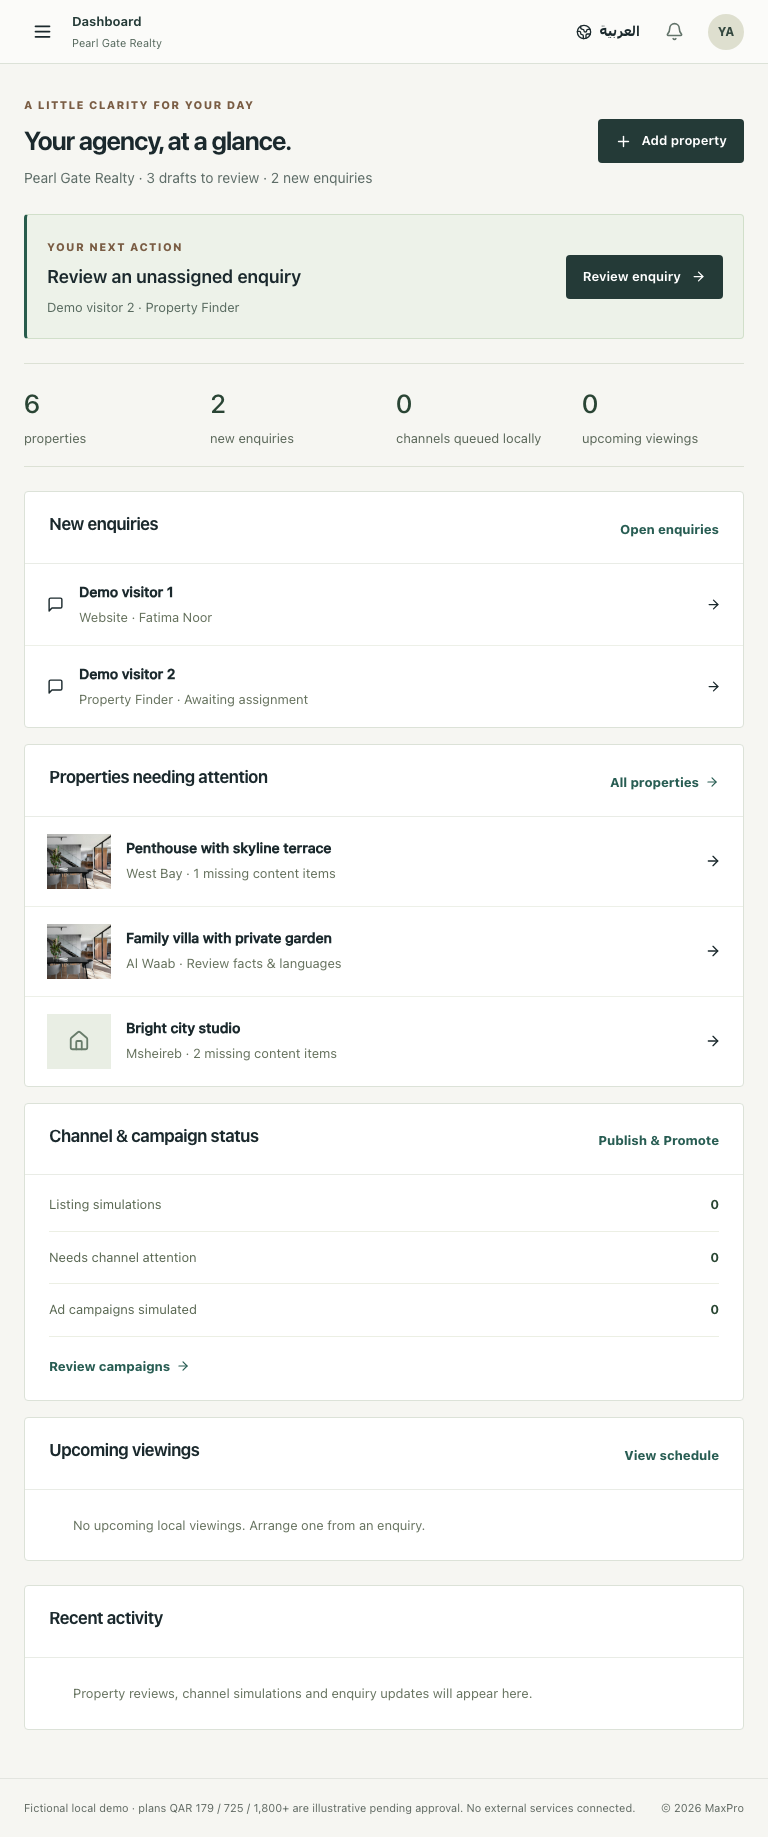 Dashboard
Pearl Gate Realty
العربية
YA
A LITTLE CLARITY FOR YOUR DAY
Your agency, at a glance.
Pearl Gate Realty · 3 drafts to review · 2 new enquiries
Add property
YOUR NEXT ACTION
Review an unassigned enquiry
Demo visitor 2 · Property Finder
Review enquiry
6
properties
2
new enquiries
0
channels queued locally
0
upcoming viewings
New enquiries
Open enquiries
Demo visitor 1
Website · Fatima Noor
Demo visitor 2
Property Finder · Awaiting assignment
Properties needing attention
All properties
Penthouse with skyline terrace
West Bay · 1 missing content items
Family villa with private garden
Al Waab · Review facts & languages
Bright city studio
Msheireb · 2 missing content items
Channel & campaign status
Publish & Promote
Listing simulations 0
Needs channel attention 0
Ad campaigns simulated 0
Review campaigns
Upcoming viewings
View schedule
No upcoming local viewings. Arrange one from an enquiry.
Recent activity
Property reviews, channel simulations and enquiry updates will appear here.
Fictional local demo · plans QAR 179 / 725 / 1,800+ are illustrative pending approval. No external services connected.
© 2026 MaxPro